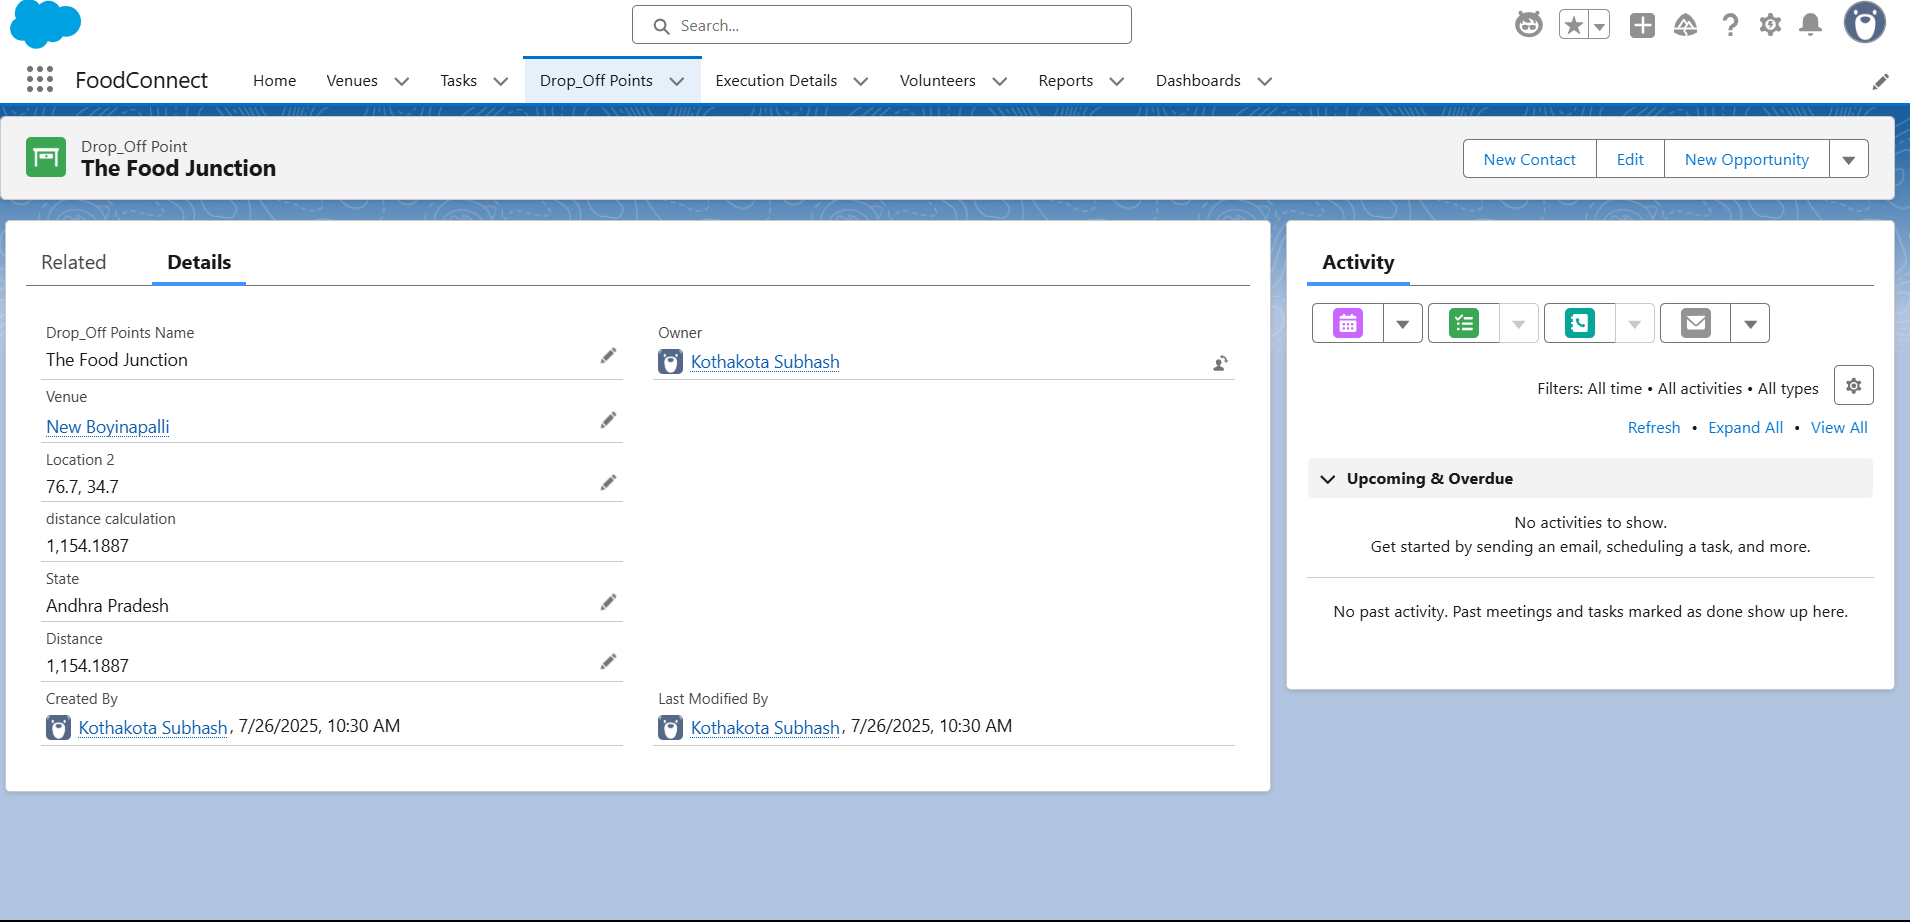 Search...
FoodConnect
Home
Venues
Tasks
Drop_Off Points
Execution Details
Volunteers
Reports
Dashboards
Drop_Off Point
The Food Junction
New Contact
Edit
New Opportunity
Related
Details
Drop_Off Points Name
The Food Junction
Owner
Kothakota Subhash
Venue
New Boyinapalli
Location 2
76.7, 34.7
distance calculation
1,154.1887
State
Andhra Pradesh
Distance
1,154.1887
Created By
Kothakota Subhash, 7/26/2025, 10:30 AM
Last Modified By
Kothakota Subhash, 7/26/2025, 10:30 AM
Activity
Filters: All time • All activities • All types
Refresh • Expand All • View All
Upcoming & Overdue
No activities to show.
Get started by sending an email, scheduling a task, and more.
No past activity. Past meetings and tasks marked as done show up here.